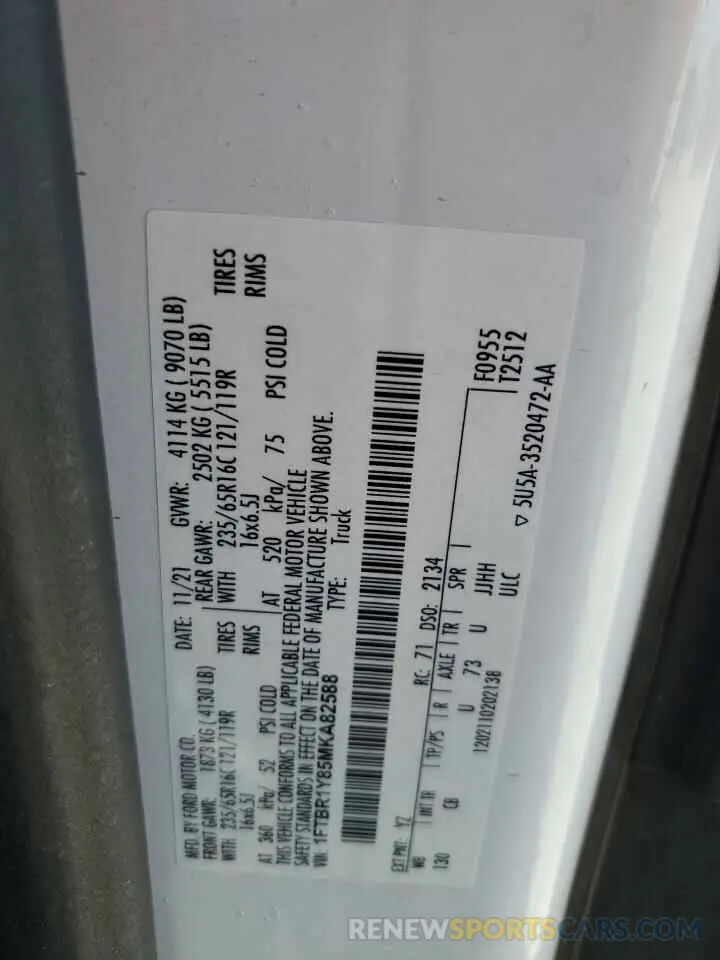 MFD. BY FORD MOTOR CO.
DATE: 11/21 GVWR: 4114 KG ( 9070 LB)
FRONT GAWR: 1873 KG ( 4130 LB) REAR GAWR: 2502 KG ( 5515 LB)
WITH 235/65R16C 121/119R TIRES WITH 235/65R16C 121/119R TIRES
16x6.5J RIMS 16x6.5J RIMS
AT 360 kPa/ 52 PSI COLD AT 520 kPa/ 75 PSI COLD
THIS VEHICLE CONFORMS TO ALL APPLICABLE FEDERAL MOTOR VEHICLE
SAFETY STANDARDS IN EFFECT ON THE DATE OF MANUFACTURE SHOWN ABOVE.
VIN: 1FTBR1Y85MKA82588 TYPE: Truck
EXT PNT: YZ RC: 71 DSO: 2134
WB INT TR TP/PS R AXLE TR SPR F0955
130 CB U 73 U JJHH T2512
1202110202138 ULC
▽ 5U5A-3520472-AA
RENEWSPORTSCARS.COM